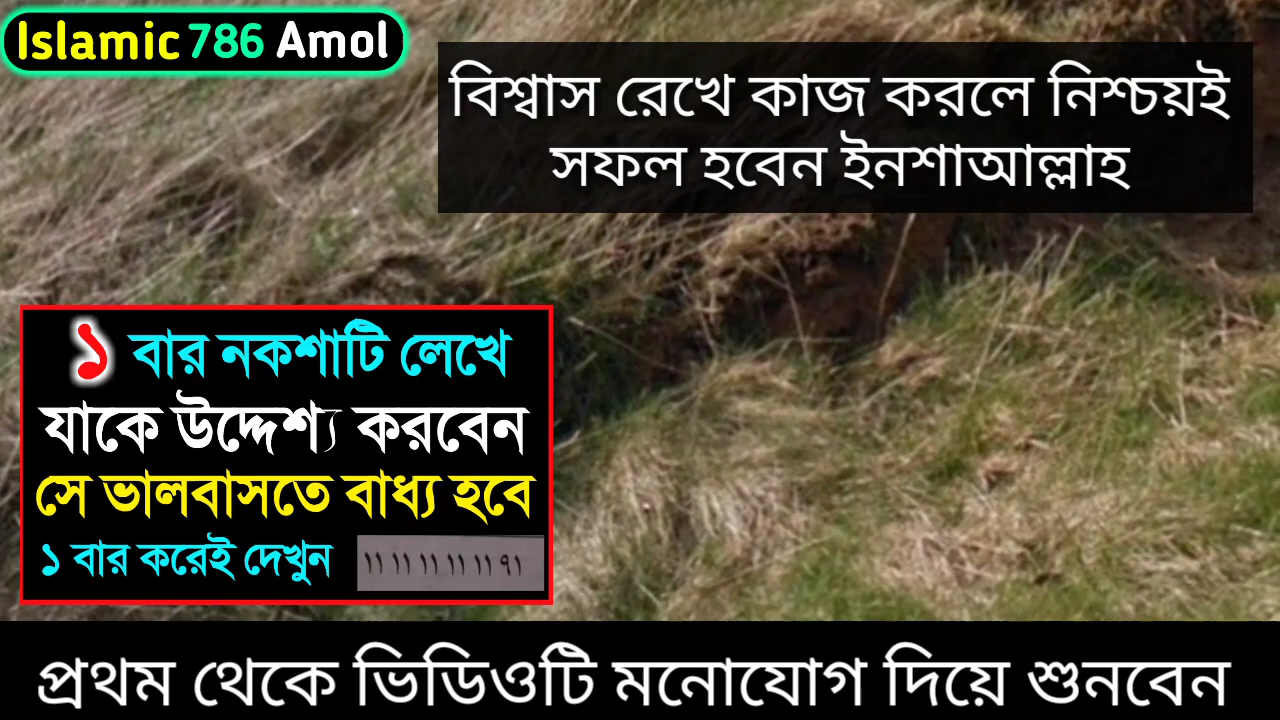 Islamic 786 Amol
বিশ্বাস রেখে কাজ করলে নিশ্চয়ই
সফল হবেন ইনশাআল্লাহ
১ বার নকশাটি লেখে
যাকে উদ্দেশ্য করবেন
সে ভালবাসতে বাধ্য হবে
১ বার করেই দেখুন
১১ ১১ ১১ ১১ ১১ ৭১
প্রথম থেকে ভিডিওটি মনোযোগ দিয়ে শুনবেন